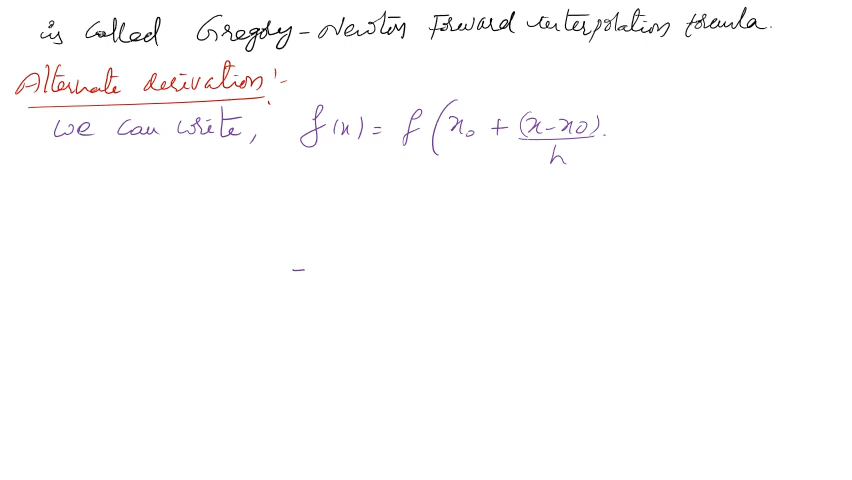 is called Gregory-Newton Forward interpolation formula.
Alternate derivation:-
we can write, f(x) = f(x₀ + (x-x0)/h.